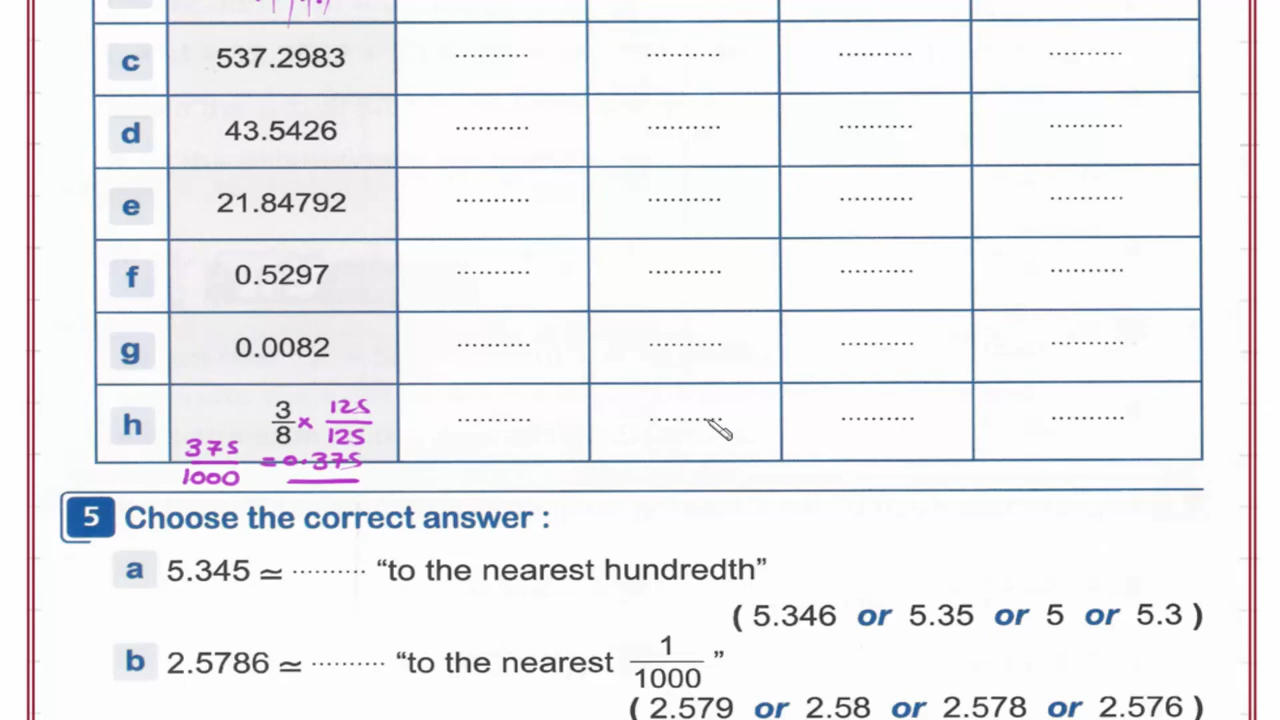 c 537.2983 .......... .......... .......... ..........
d 43.5426 .......... .......... .......... ..........
e 21.84792 .......... .......... .......... ..........
f 0.5297 .......... .......... .......... ..........
g 0.0082 .......... .......... .......... ..........
h 3/8 × 125/125 .......... .......... .......... ..........
375/1000 = 0.375
5 Choose the correct answer :
a 5.345 ≃ .......... “to the nearest hundredth”
( 5.346 or 5.35 or 5 or 5.3 )
b 2.5786 ≃ .......... “to the nearest 1/1000 ”
( 2.579 or 2.58 or 2.578 or 2.576 )